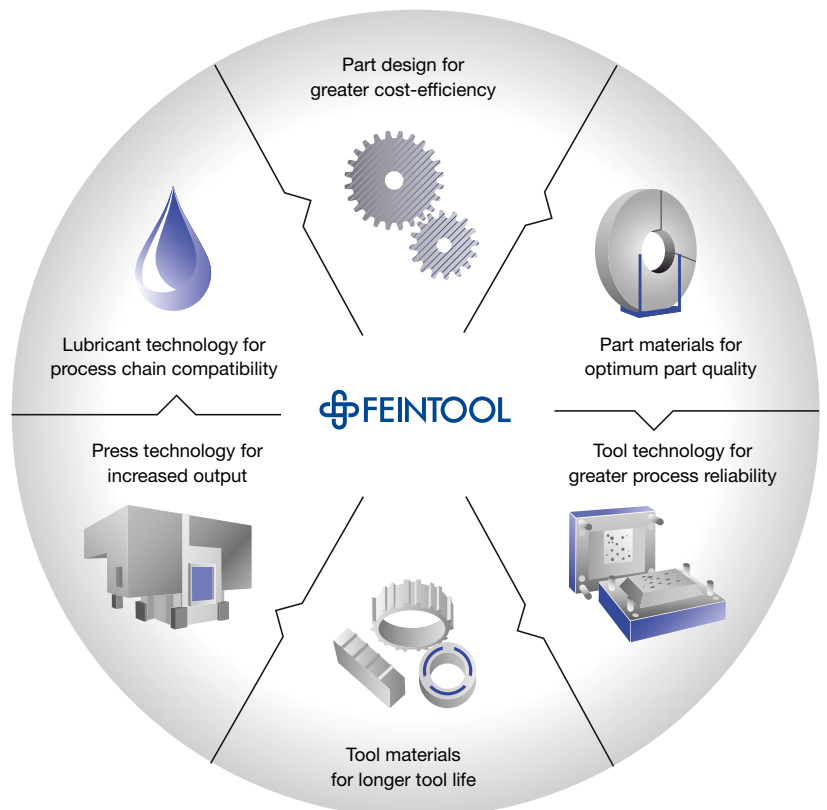 Part design for
greater cost-efficiency
Part materials for
optimum part quality
Tool technology for
greater process reliability
Tool materials
for longer tool life
Press technology for
increased output
Lubricant technology for
process chain compatibility
FEINTOOL